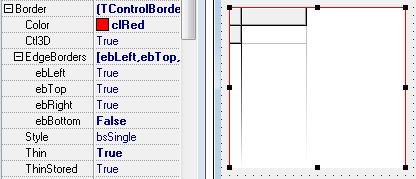 Border (TControlBorde
Color clRed
Ctl3D True
EdgeBorders [ebLeft,ebTop,
ebLeft True
ebTop True
ebRight True
ebBottom False
Style bsSingle
Thin True
ThinStored True